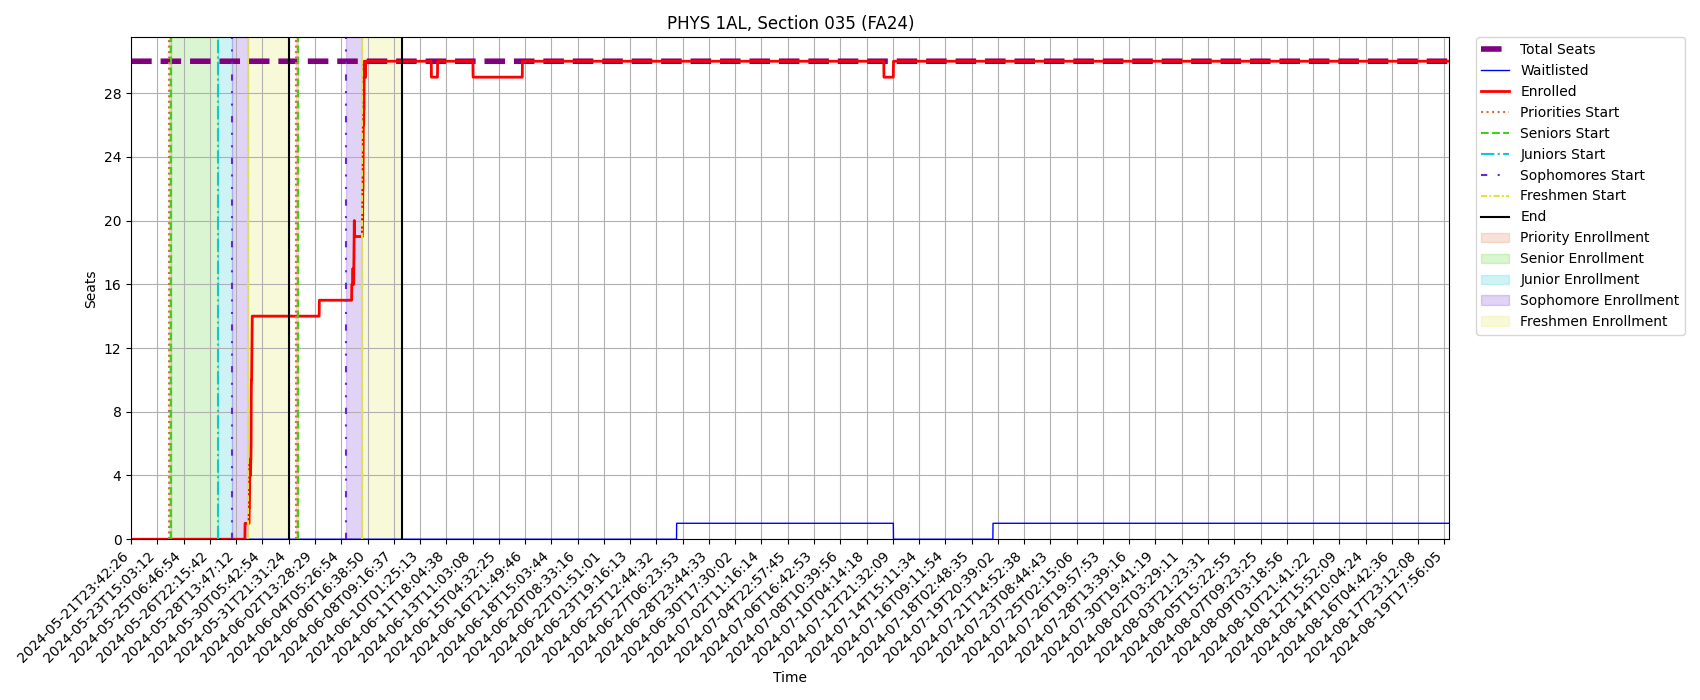 PHYS 1AL, Section 035 (FA24)
Total Seats
Waitlisted
Enrolled
Priorities Start
Seniors Start
Juniors Start
Sophomores Start
Freshmen Start
End
Priority Enrollment
Senior Enrollment
Junior Enrollment
Sophomore Enrollment
Freshmen Enrollment
Seats
28
24
20
16
12
8
4
0
2024-05-21T23:42:26
2024-05-23T15:03:12
2024-05-25T06:46:54
2024-05-26T22:15:42
2024-05-28T13:47:12
2024-05-30T05:42:54
2024-05-31T21:31:24
2024-06-02T13:28:29
2024-06-04T05:26:54
2024-06-06T16:38:50
2024-06-08T09:16:37
2024-06-10T01:25:13
2024-06-11T18:04:38
2024-06-13T11:03:08
2024-06-15T04:32:25
2024-06-16T21:49:46
2024-06-18T15:03:44
2024-06-20T08:33:16
2024-06-22T01:51:01
2024-06-23T19:16:13
2024-06-25T12:44:32
2024-06-27T06:23:53
2024-06-28T23:44:33
2024-06-30T17:30:02
2024-07-02T11:16:14
2024-07-04T22:57:45
2024-07-06T16:42:53
2024-07-08T10:39:56
2024-07-10T04:14:18
2024-07-12T21:32:09
2024-07-14T15:11:34
2024-07-16T09:11:54
2024-07-18T02:48:35
2024-07-19T20:39:02
2024-07-21T14:52:38
2024-07-23T08:44:43
2024-07-25T02:15:06
2024-07-26T19:57:53
2024-07-28T13:39:16
2024-07-30T19:41:19
2024-08-02T03:29:11
2024-08-03T21:23:31
2024-08-05T15:22:55
2024-08-07T09:23:25
2024-08-09T03:18:56
2024-08-10T21:41:22
2024-08-12T15:52:09
2024-08-14T10:04:24
2024-08-16T04:42:36
2024-08-17T23:12:08
2024-08-19T17:56:05
Time